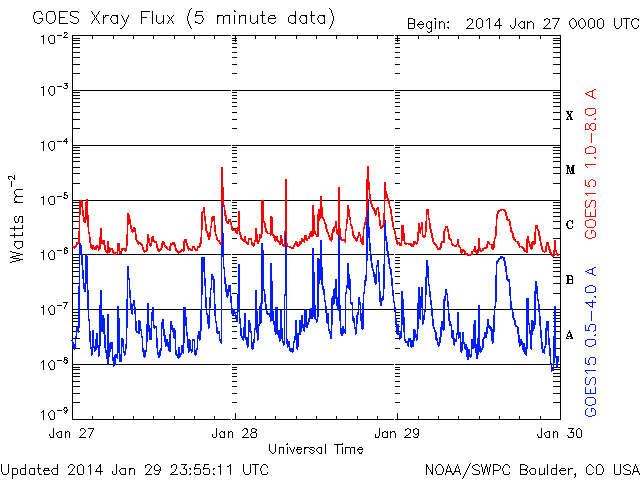 GOES Xray Flux (5 minute data)
Begin: 2014 Jan 27 0000 UTC
10⁻²
10⁻³
10⁻⁴
10⁻⁵
10⁻⁶
10⁻⁷
10⁻⁸
10⁻⁹
Watts m⁻²
X
M
C
B
A
GOES15 1.0-8.0 A
GOES15 0.5-4.0 A
Jan 27
Jan 28
Jan 29
Jan 30
Universal Time
Updated 2014 Jan 29 23:55:11 UTC
NOAA/SWPC Boulder, CO USA